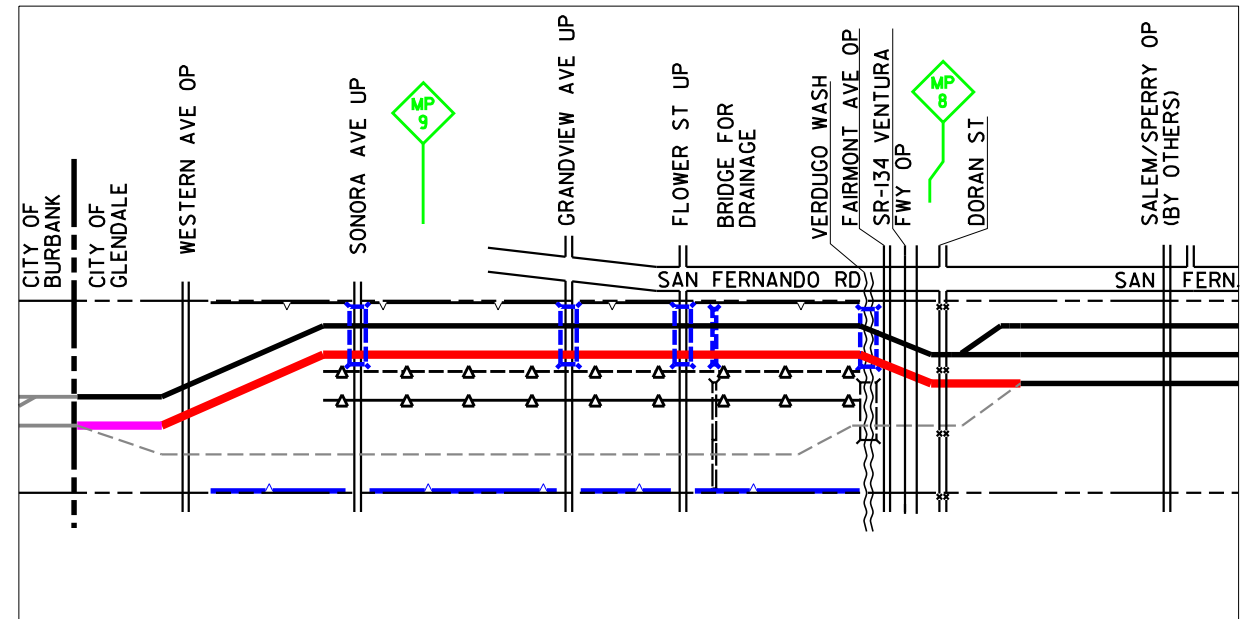 CITY OF
BURBANK
CITY OF
GLENDALE
WESTERN AVE OP
SONORA AVE UP
MP
9
GRANDVIEW AVE UP
FLOWER ST UP
BRIDGE FOR
DRAINAGE
VERDUGO WASH
FAIRMONT AVE OP
SR-134 VENTURA
FWY OP
MP
8
DORAN ST
SALEM/SPERRY OP
(BY OTHERS)
SAN FERNANDO RD
SAN FERN